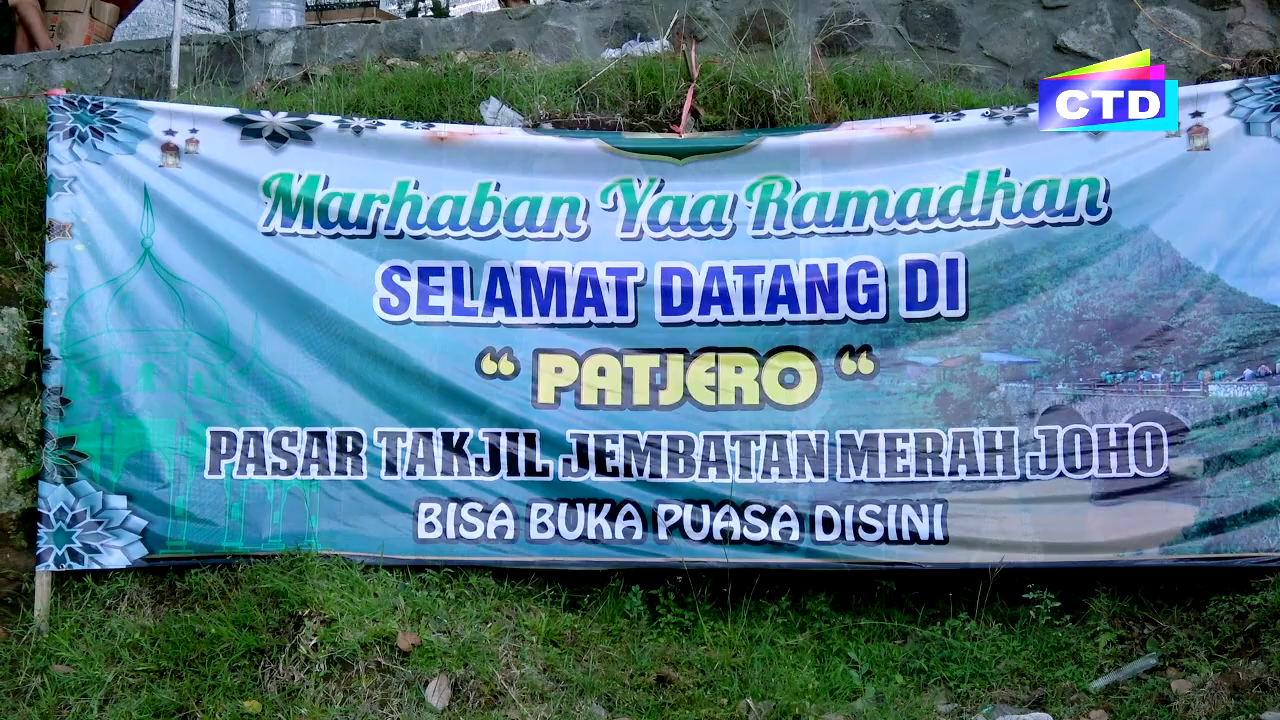 CTD
Marhaban Yaa Ramadhan
SELAMAT DATANG DI
“ PATJERO “
PASAR TAKJIL JEMBATAN MERAH JOHO
BISA BUKA PUASA DISINI